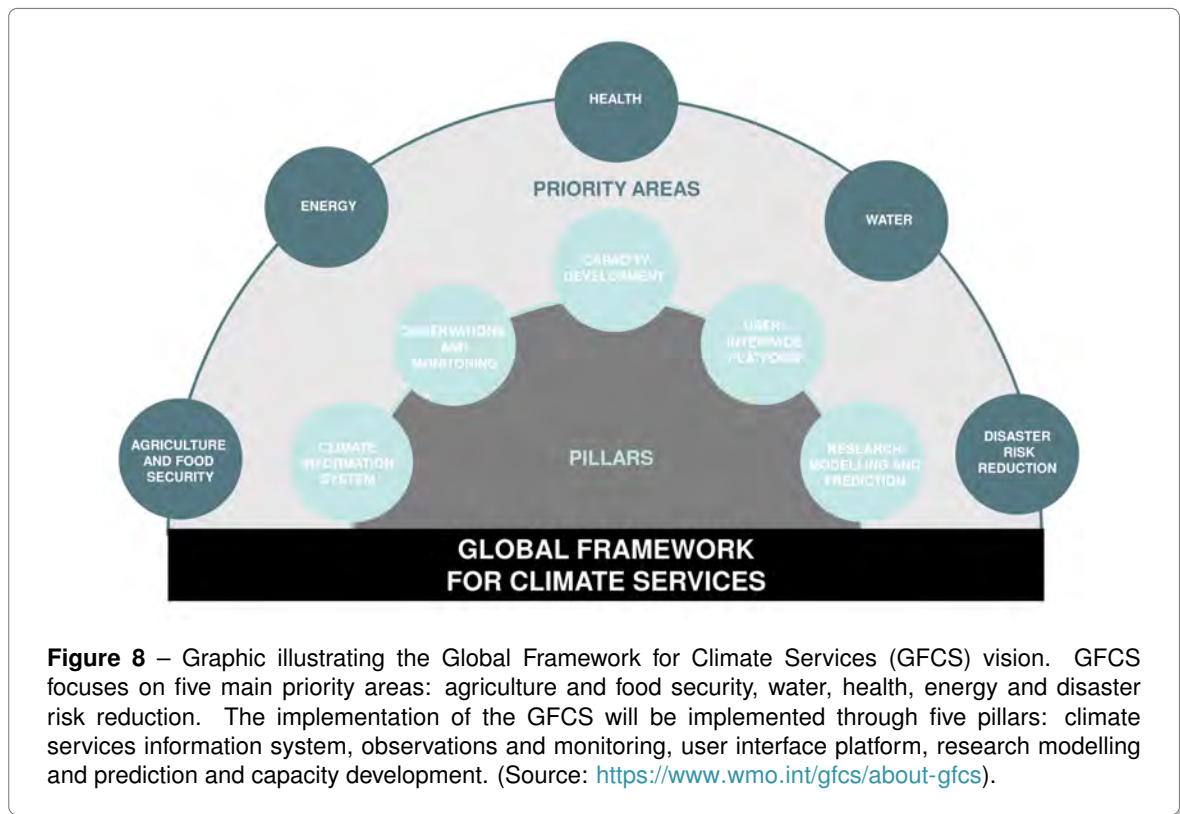 HEALTH
PRIORITY AREAS
ENERGY
WATER
CAPACITY
DEVELOPMENT
OBSERVATIONS
AND
MONITORING
USER
INTERFACE
PLATFORM
AGRICULTURE
AND FOOD
SECURITY
CLIMATE
INFORMATION
SYSTEM
PILLARS
RESEARCH
MODELLING AND
PREDICTION
DISASTER
RISK
REDUCTION
GLOBAL FRAMEWORK
FOR CLIMATE SERVICES
Figure 8 – Graphic illustrating the Global Framework for Climate Services (GFCS) vision. GFCS
focuses on five main priority areas: agriculture and food security, water, health, energy and disaster
risk reduction. The implementation of the GFCS will be implemented through five pillars: climate
services information system, observations and monitoring, user interface platform, research modelling
and prediction and capacity development. (Source: https://www.wmo.int/gfcs/about-gfcs).